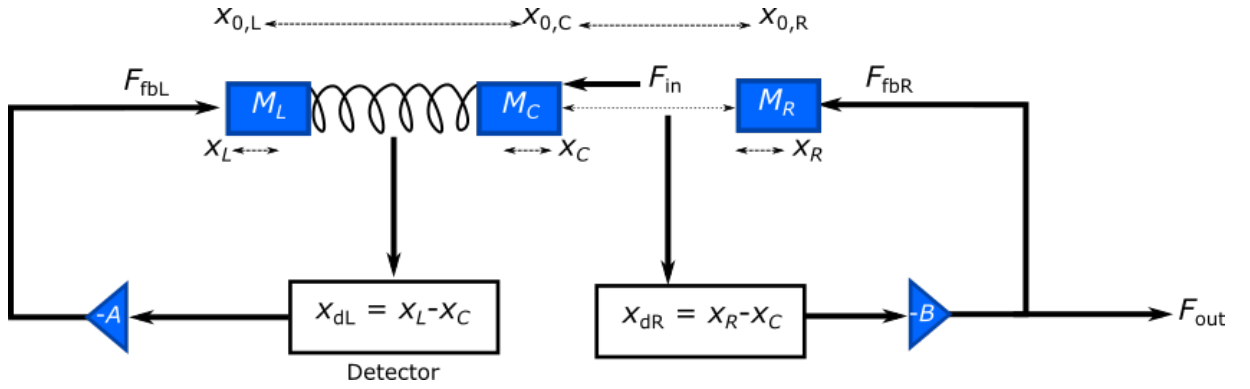 x0,L x0,C x0,R
FfbL Fin FfbR
ML MC MR
xL xC xR
-A xdL = xL-xC xdR = xR-xC -B Fout
Detector